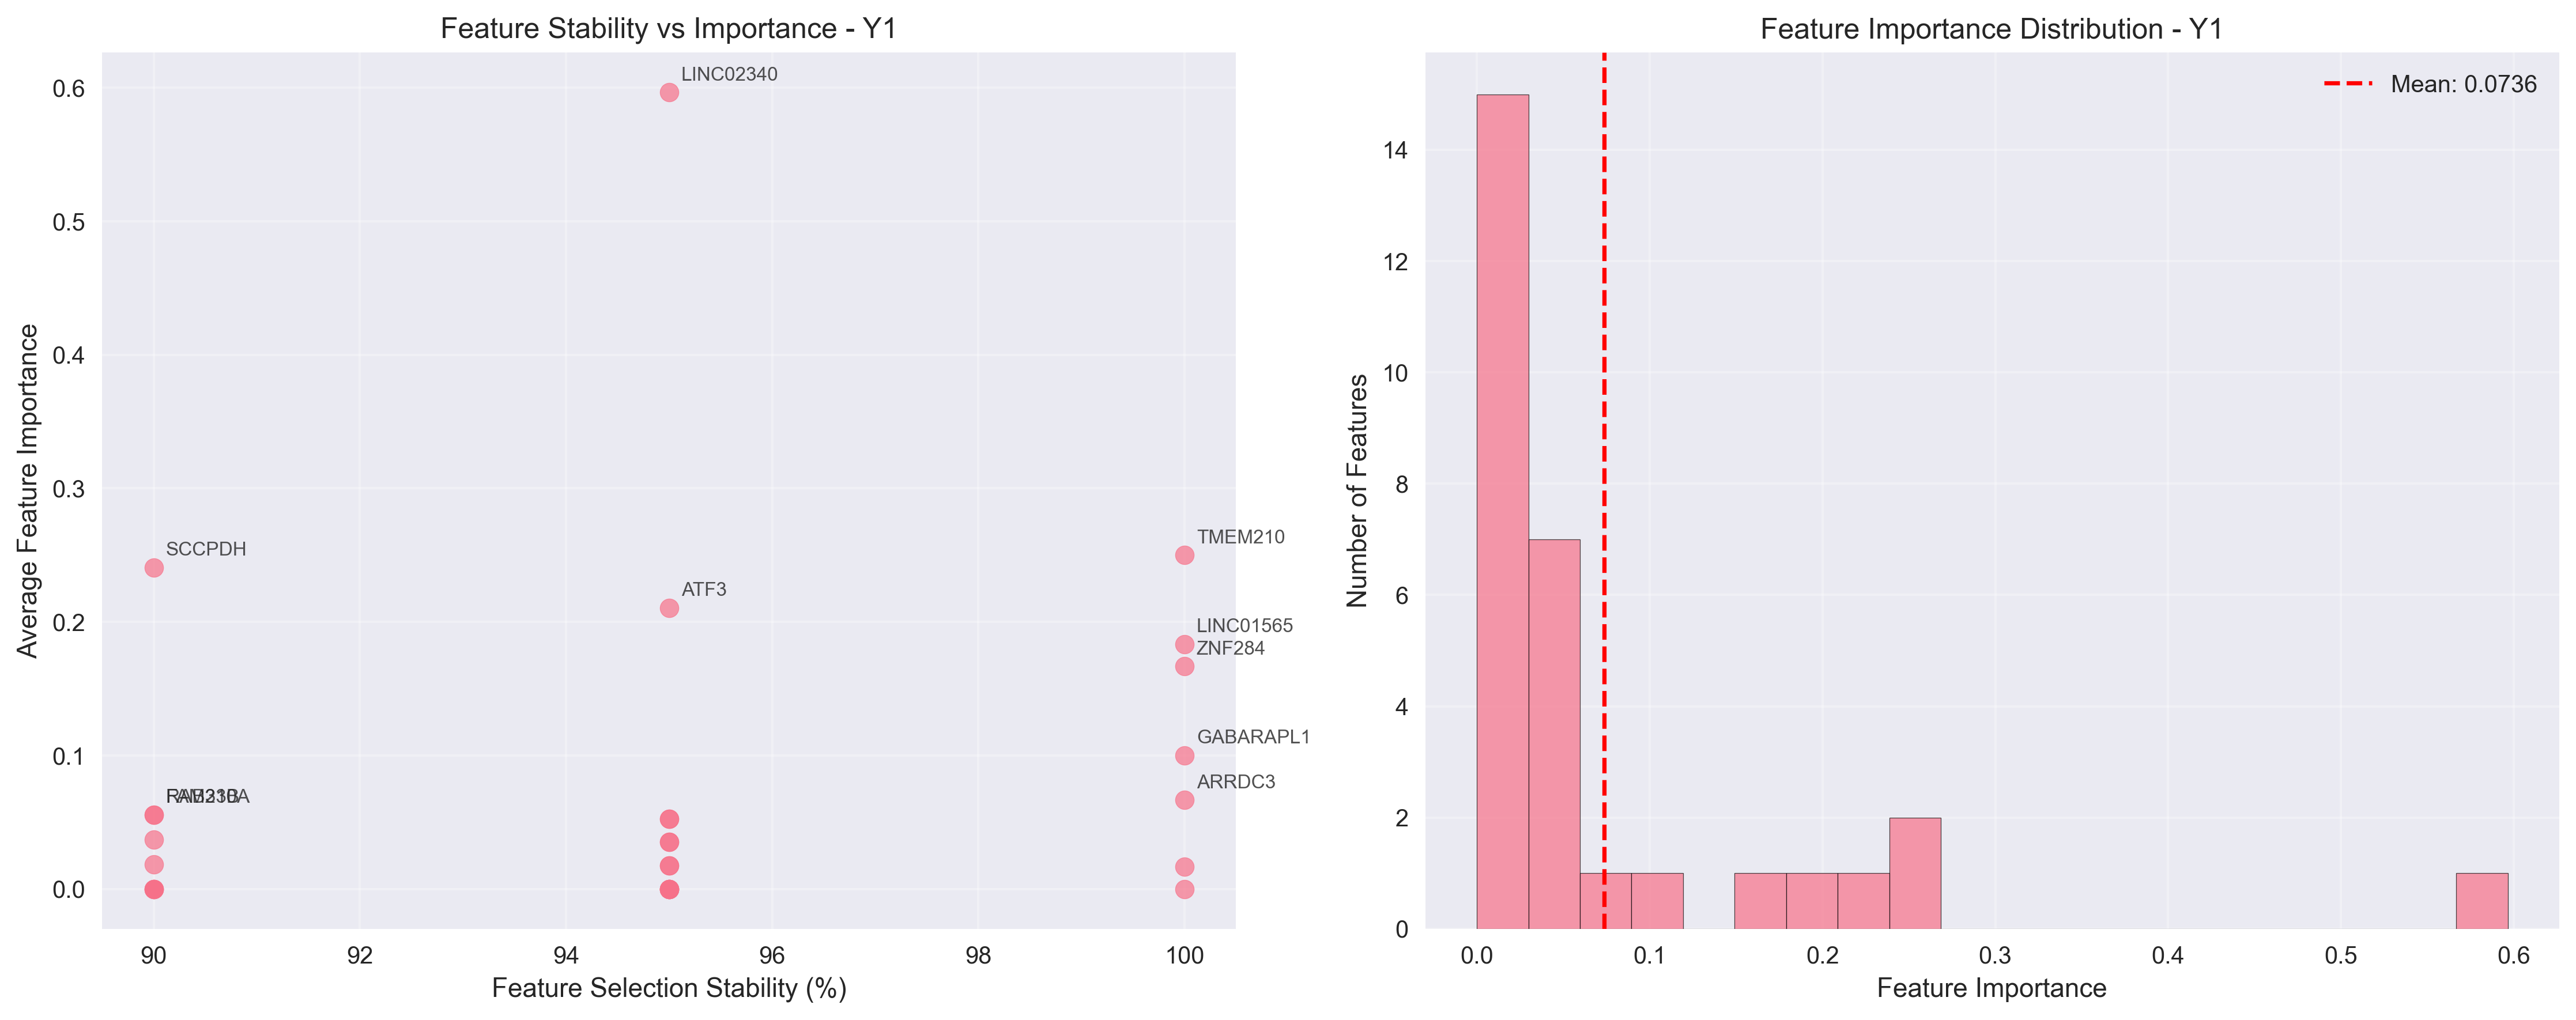 Feature Stability vs Importance - Y1
Average Feature Importance
0.6
0.5
0.4
0.3
0.2
0.1
0.0
LINC02340
SCCPDH
TMEM210
ATF3
LINC01565
ZNF284
GABARAPL1
ARRDC3
90
92
94
96
98
100
Feature Selection Stability (%)
Feature Importance Distribution - Y1
Mean: 0.0736
Number of Features
14
12
10
8
6
4
2
0
0.0
0.1
0.2
0.3
0.4
0.5
0.6
Feature Importance